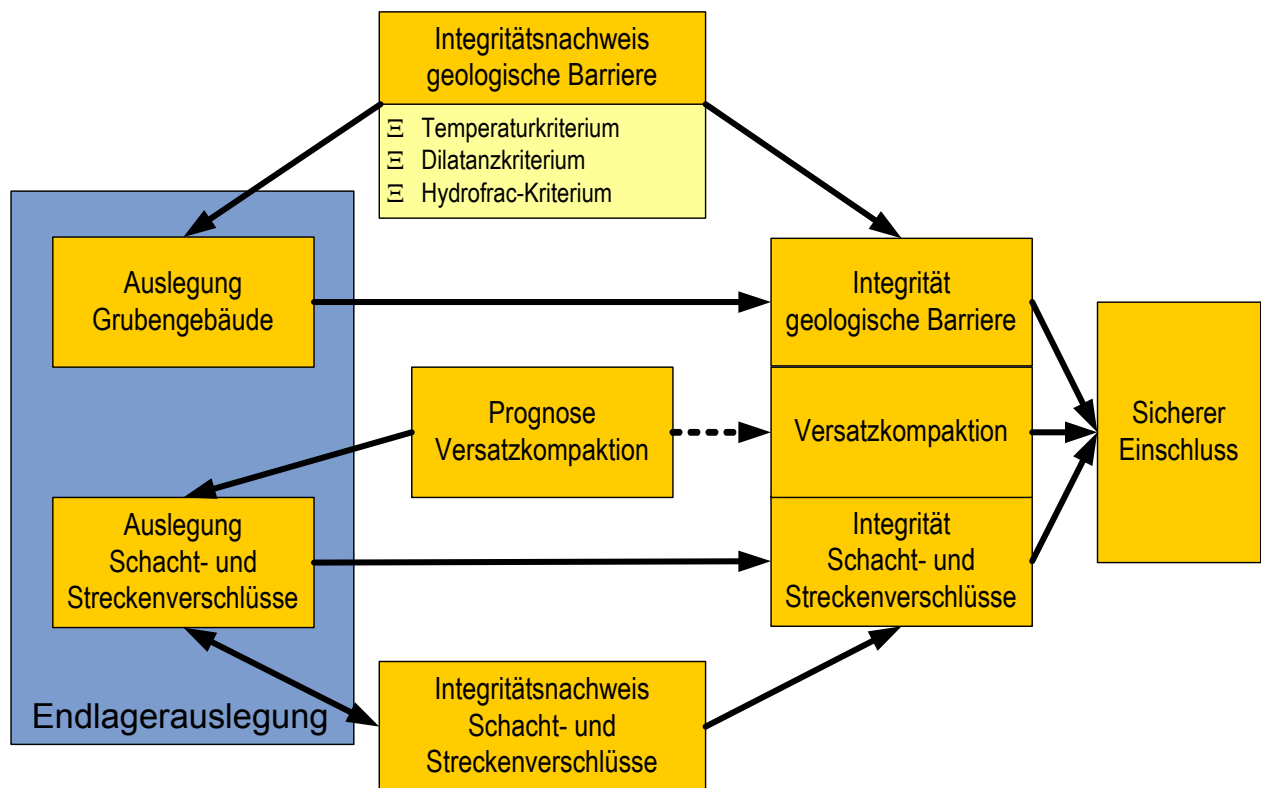 Integritätsnachweis
geologische Barriere
Ξ Temperaturkriterium
Ξ Dilatanzkriterium
Ξ Hydrofrac-Kriterium
Auslegung
Grubengebäude
Integrität
geologische Barriere
Prognose
Versatzkompaktion
Versatzkompaktion
Sicherer
Einschluss
Auslegung
Schacht- und
Streckenverschlüsse
Integrität
Schacht- und
Streckenverschlüsse
Endlagerauslegung
Integritätsnachweis
Schacht- und
Streckenverschlüsse